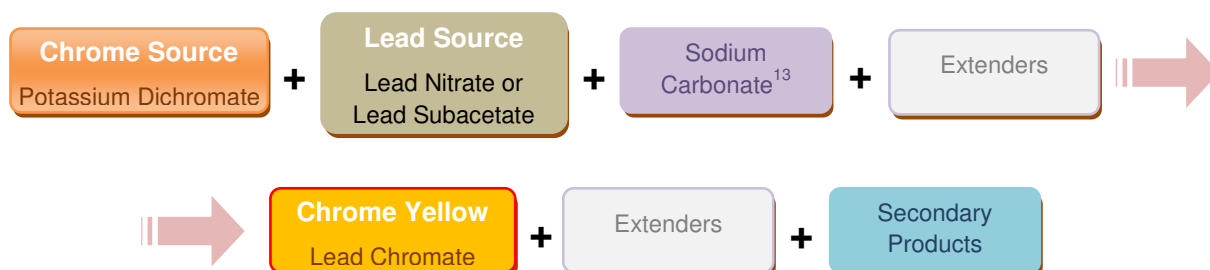 Chrome Source
Potassium Dichromate
+
Lead Source
Lead Nitrate or
Lead Subacetate
+
Sodium
Carbonate¹³
+
Extenders
Chrome Yellow
Lead Chromate
+
Extenders
+
Secondary
Products